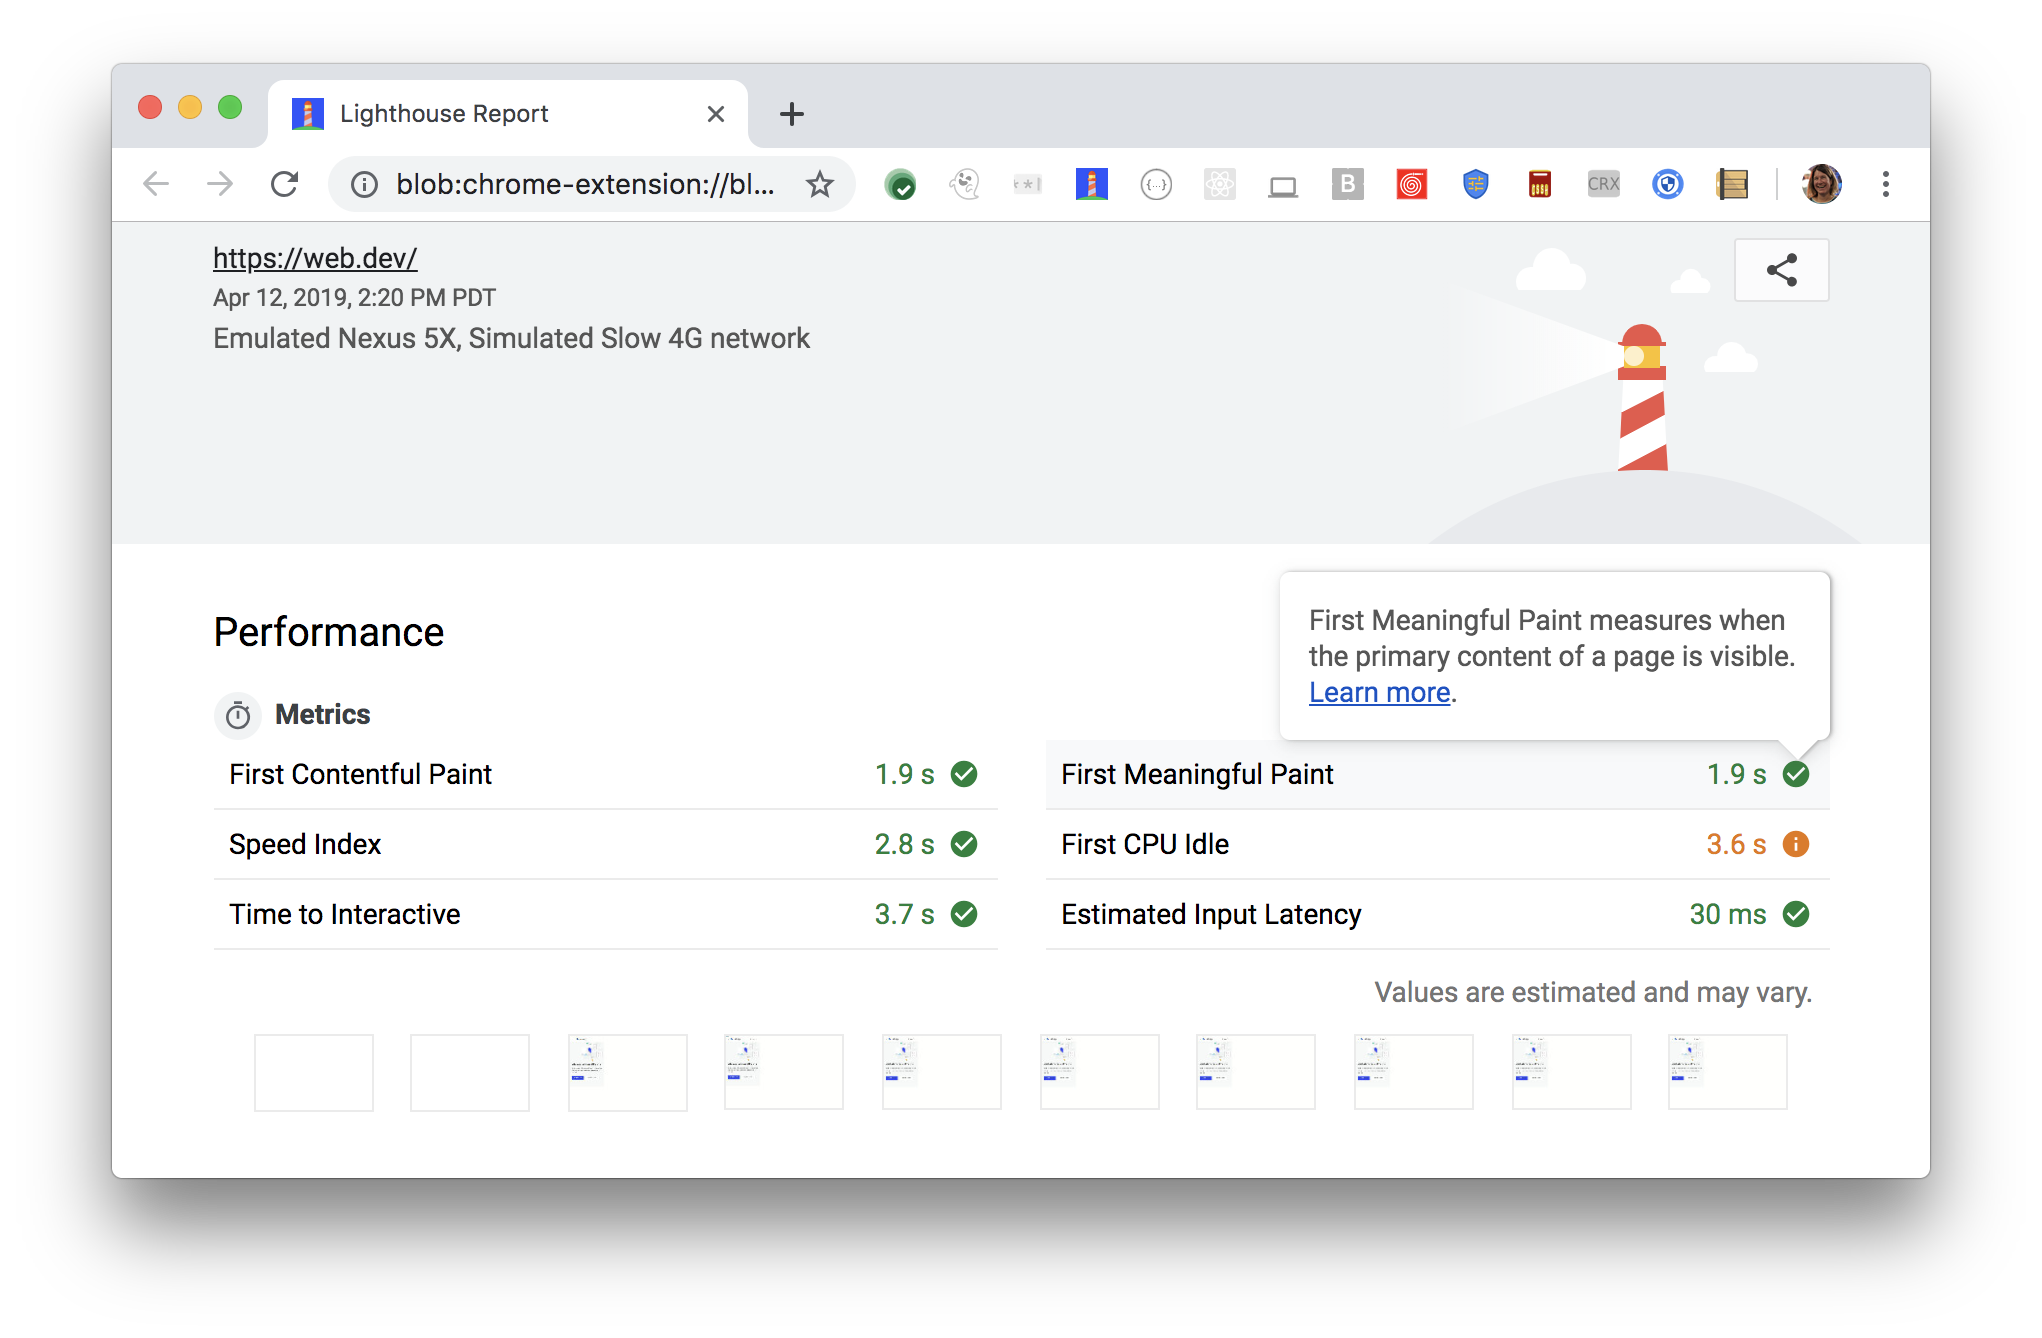 Lighthouse Report
blob:chrome-extension://bl...
**|
{...}
B
CRX
https://web.dev/
Apr 12, 2019, 2:20 PM PDT
Emulated Nexus 5X, Simulated Slow 4G network
First Meaningful Paint measures when
the primary content of a page is visible.
Learn more.
Performance
Metrics
First Contentful Paint 1.9 s
First Meaningful Paint 1.9 s
Speed Index 2.8 s
First CPU Idle 3.6 s
Time to Interactive 3.7 s
Estimated Input Latency 30 ms
Values are estimated and may vary.